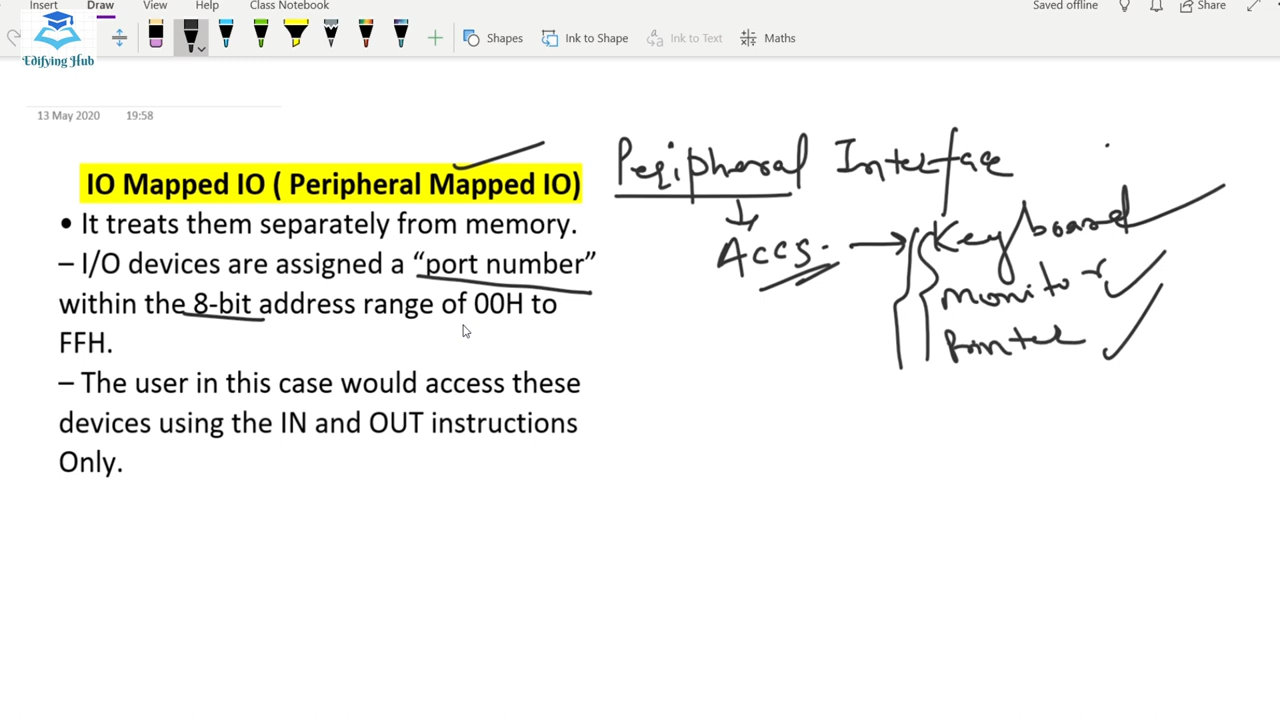 Insert Draw View Help Class Notebook Saved offline Share
Shapes Ink to Shape Ink to Text Maths
Edifying Hub
13 May 2020 19:58
IO Mapped IO ( Peripheral Mapped IO)
• It treats them separately from memory.
– I/O devices are assigned a “port number”
within the 8-bit address range of 00H to
FFH.
– The user in this case would access these
devices using the IN and OUT instructions
Only.
Peripheral Interface
Accs. → Keyboard
Monitor
Printer